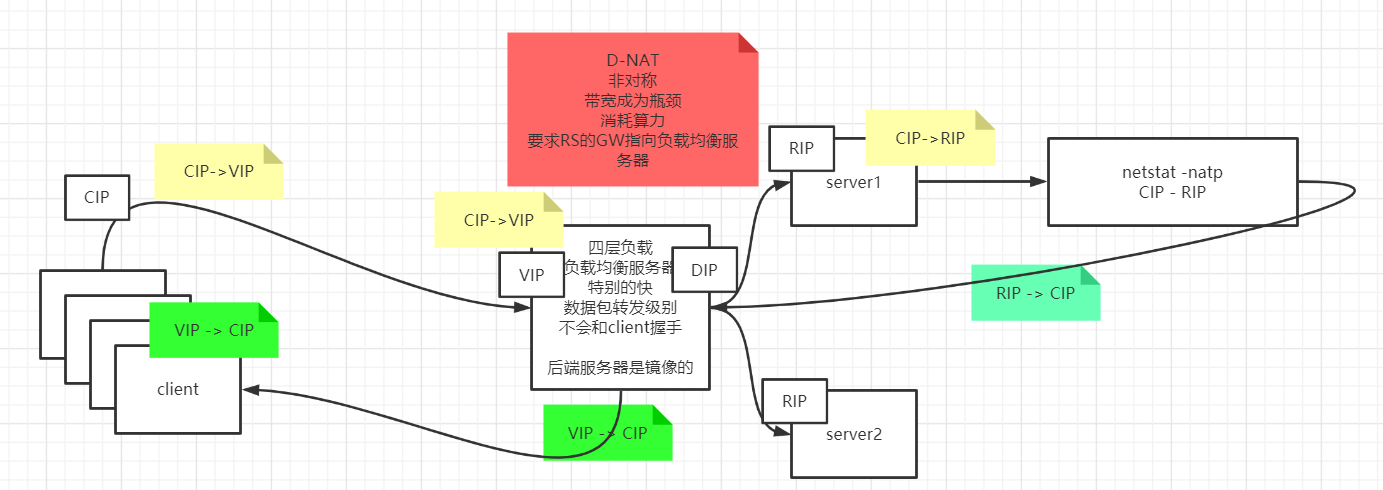 D-NAT
非对称
带宽成为瓶颈
消耗算力
要求RS的GW指向负载均衡服
务器
CIP->VIP
CIP
CIP->VIP
VIP
四层负载
负载均衡服务器
特别的快
数据包转发级别
不会和client握手
后端服务器是镜像的
DIP
RIP
CIP->RIP
server1
netstat -natp
CIP - RIP
RIP -> CIP
VIP -> CIP
client
VIP -> CIP
RIP
server2